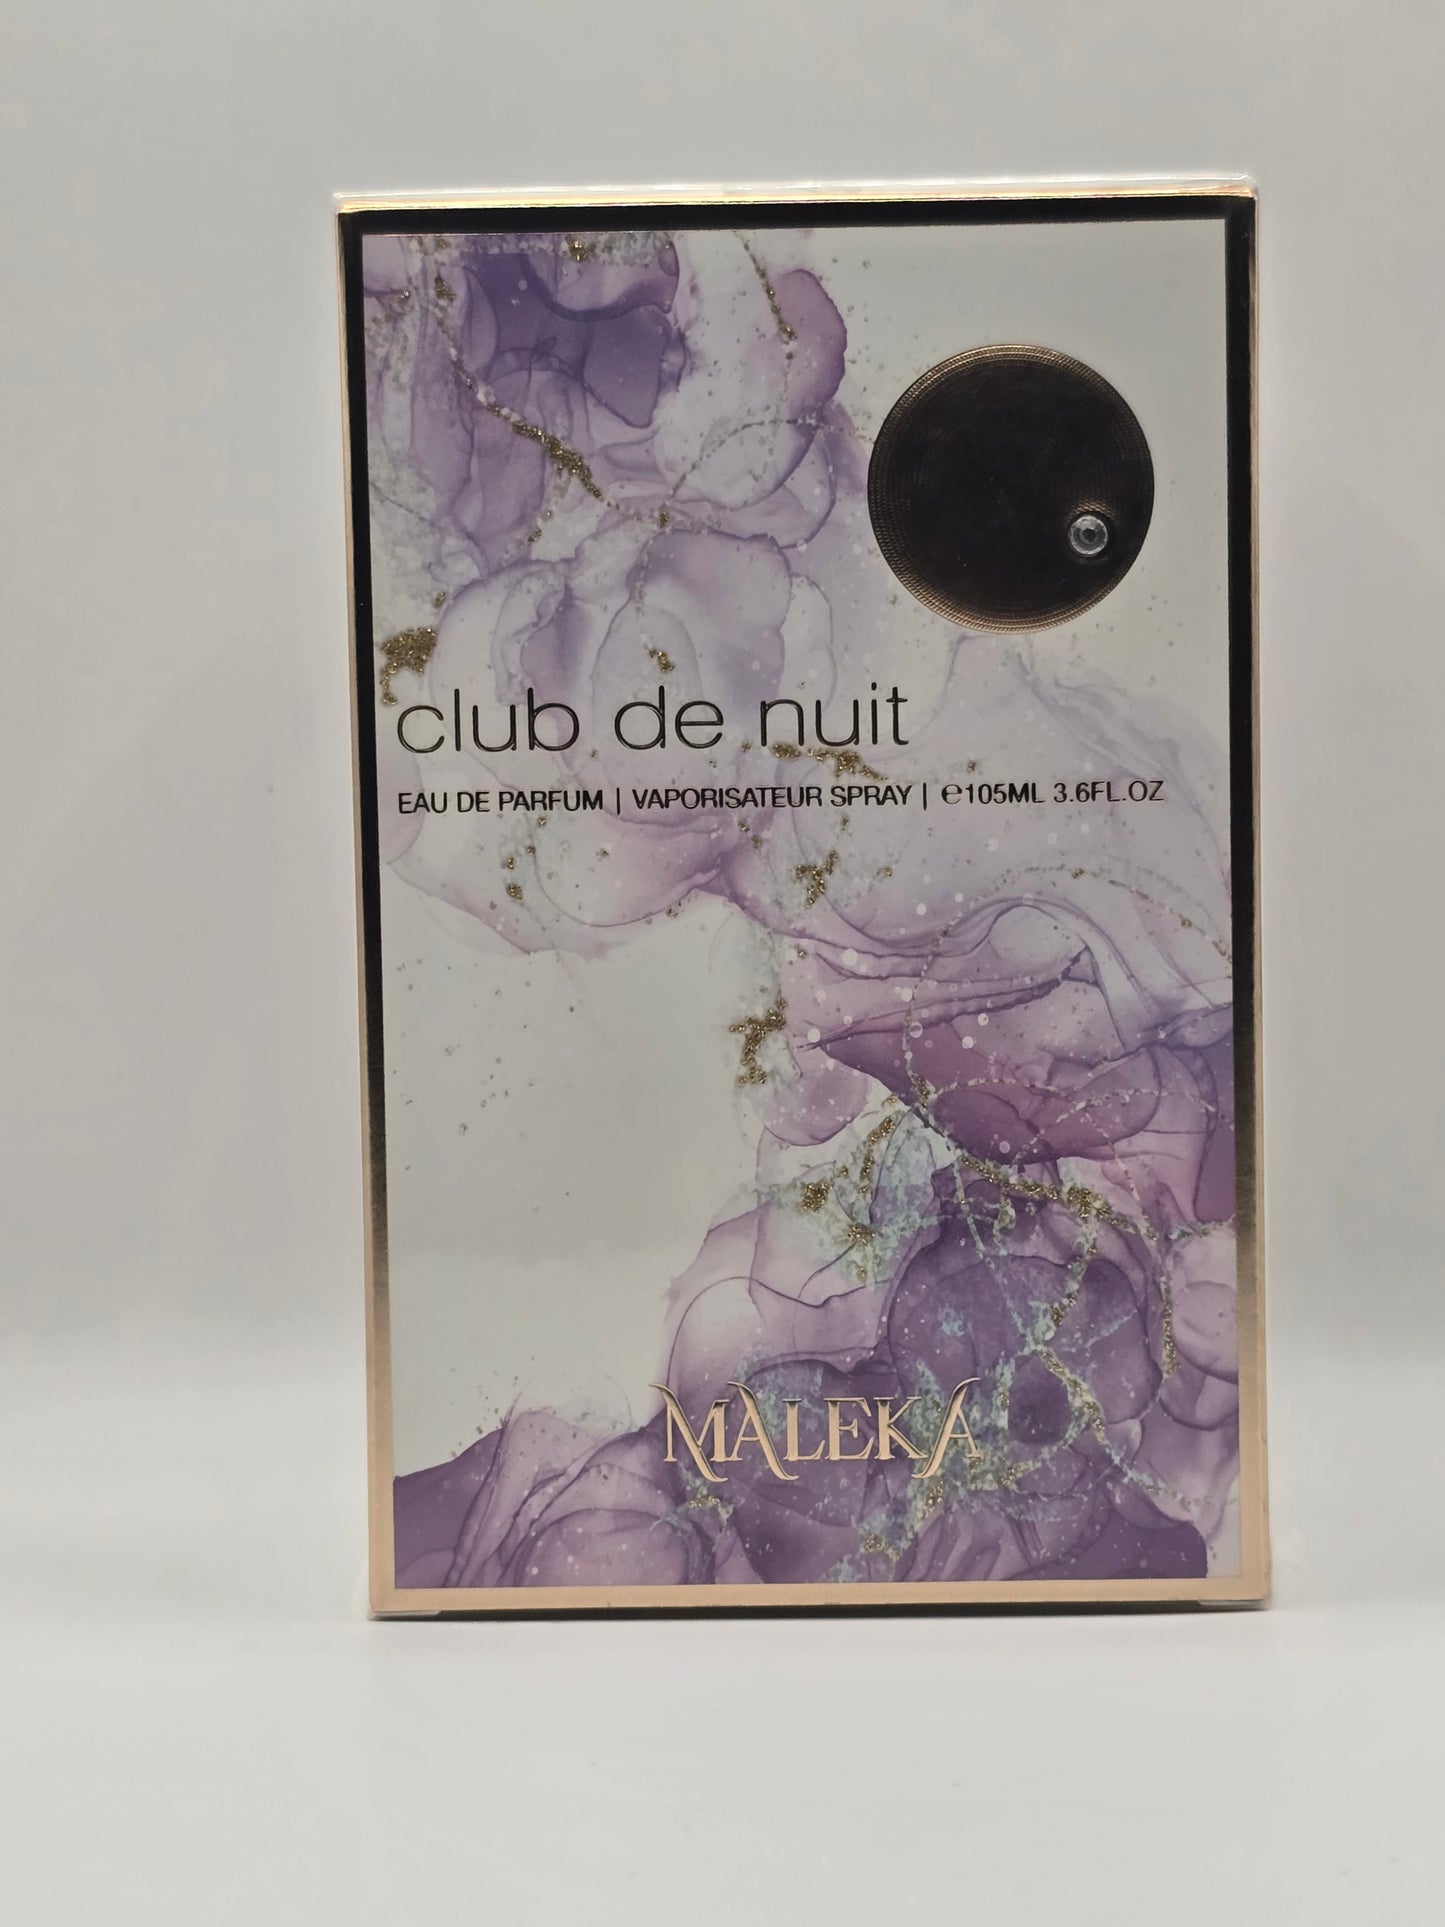 club de nuit
EAU DE PARFUM | VAPORISATEUR SPRAY | ℮105ML 3.6FL.OZ
MALEKA